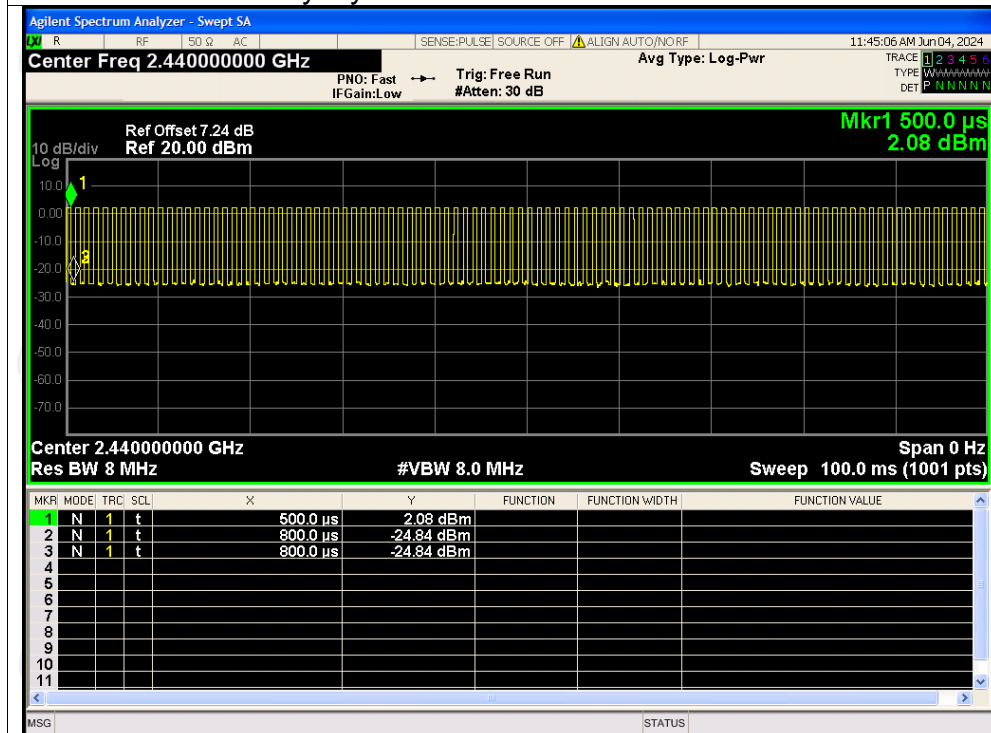 Agilent Spectrum Analyzer - Swept SA
LXI R RF 50 Ω AC SENSE:PULSE SOURCE OFF ALIGN AUTO/NO RF 11:45:06 AM Jun 04, 2024
Center Freq 2.440000000 GHz Avg Type: Log-Pwr TRACE 1 2 3 4 5 6
PNO: Fast Trig: Free Run TYPE
IFGain:Low #Atten: 30 dB DET P N N N N N
Mkr1 500.0 µs
Ref Offset 7.24 dB
10 dB/div Ref 20.00 dBm 2.08 dBm
Log
10.0
1
0.00
-10.0
-20.0
-30.0
-40.0
-50.0
-60.0
-70.0
Center 2.440000000 GHz Span 0 Hz
Res BW 8 MHz #VBW 8.0 MHz Sweep 100.0 ms (1001 pts)
MKR MODE TRC SCL X Y FUNCTION FUNCTION WIDTH FUNCTION VALUE
1 N 1 t 500.0 µs 2.08 dBm
2 N 1 t 800.0 µs -24.84 dBm
3 N 1 t 800.0 µs -24.84 dBm
4
5
6
7
8
9
10
11
MSG STATUS